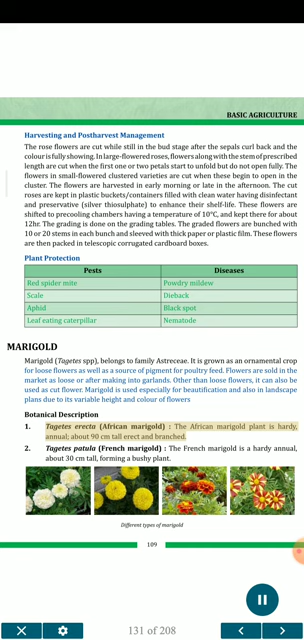 BASIC AGRICULTURE
Harvesting and Postharvest Management
The rose flowers are cut while still in the bud stage after the sepals curl back and the
colour is fully showing. In large-flowered roses, flowers along with the stem of prescribed
length are cut when the first one or two petals start to unfold but do not open fully. The
flowers in small-flowered clustered varieties are cut when these begin to open in the
cluster. The flowers are harvested in early morning or late in the afternoon. The cut
roses are kept in plastic buckets/containers filled with clean water having disinfectant
and preservative (silver thiosulphate) to enhance their shelf-life. These flowers are
shifted to precooling chambers having a temperature of 10°C, and kept there for about
12hr. The grading is done on the grading tables. The graded flowers are bunched with
10 or 20 stems in each bunch and sleeved with thick paper or plastic film. These flowers
are then packed in telescopic corrugated cardboard boxes.
Plant Protection
Pests Diseases
Red spider mite Powdry mildew
Scale Dieback
Aphid Black spot
Leaf eating caterpillar Nematode
MARIGOLD
Marigold (Tagetes spp), belongs to family Astreceae. It is grown as an ornamental crop
for loose flowers as well as a source of pigment for poultry feed. Flowers are sold in the
market as loose or after making into garlands. Other than loose flowers, it can also be
used as cut flower. Marigold is used especially for beautification and also in landscape
plans due to its variable height and colour of flowers
Botanical Description
1. Tagetes erecta (African marigold) : The African marigold plant is hardy,
annual; about 90 cm tall erect and branched.
2. Tagetes patula (French marigold) : The French marigold is a hardy annual,
about 30 cm tall, forming a bushy plant.
Different types of marigold
109
131 of 208